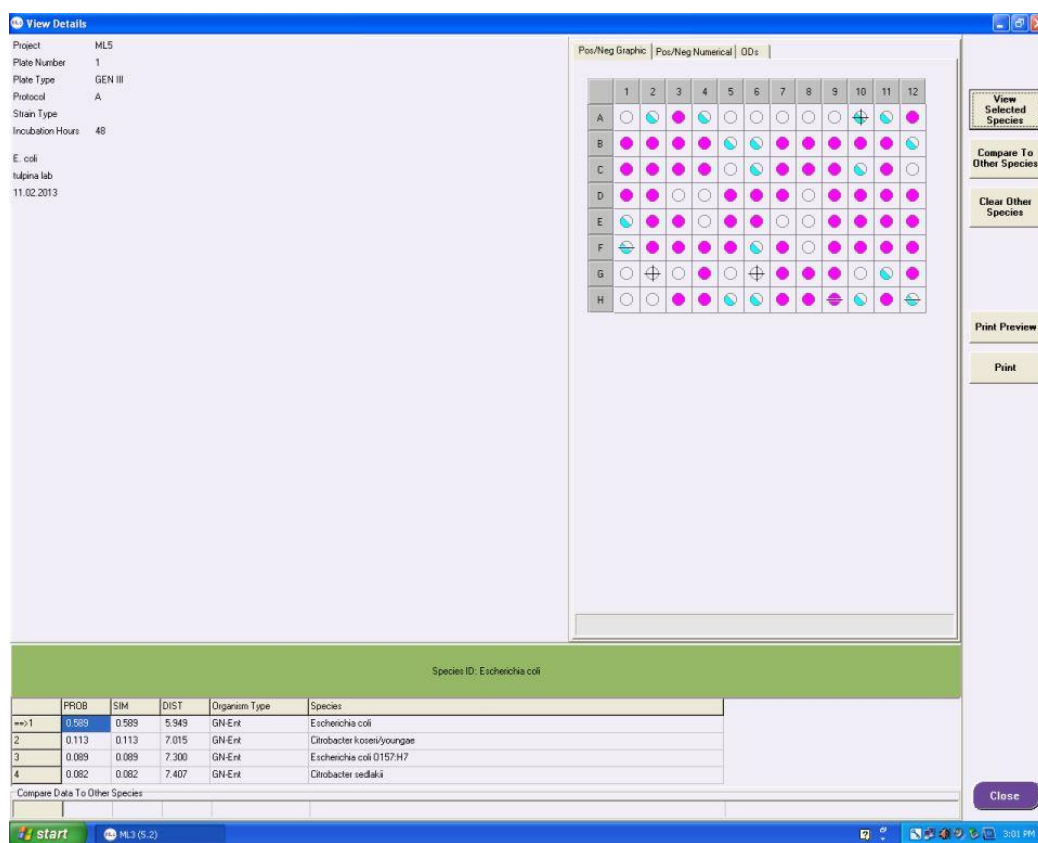 View Details
Project ML5
Plate Number 1
Plate Type GEN III
Protocol A
Strain Type
Incubation Hours 48
E. coli
tulpina lab
11.02.2013
Pos/Neg Graphic Pos/Neg Numerical ODs
1 2 3 4 5 6 7 8 9 10 11 12
A
B
C
D
E
F
G
H
View Selected Species
Compare To Other Species
Clear Other Species
Print Preview
Print
Species ID: Escherichia coli
PROB SIM DIST Organism Type Species
==>1 0.589 0.589 5.949 GN-Ent Escherichia coli
2 0.113 0.113 7.015 GN-Ent Citrobacter koseri/youngae
3 0.089 0.089 7.300 GN-Ent Escherichia coli O157:H7
4 0.082 0.082 7.407 GN-Ent Citrobacter sedlakii
Compare Data To Other Species
Close
start ML3 (5.2) 3:01 PM